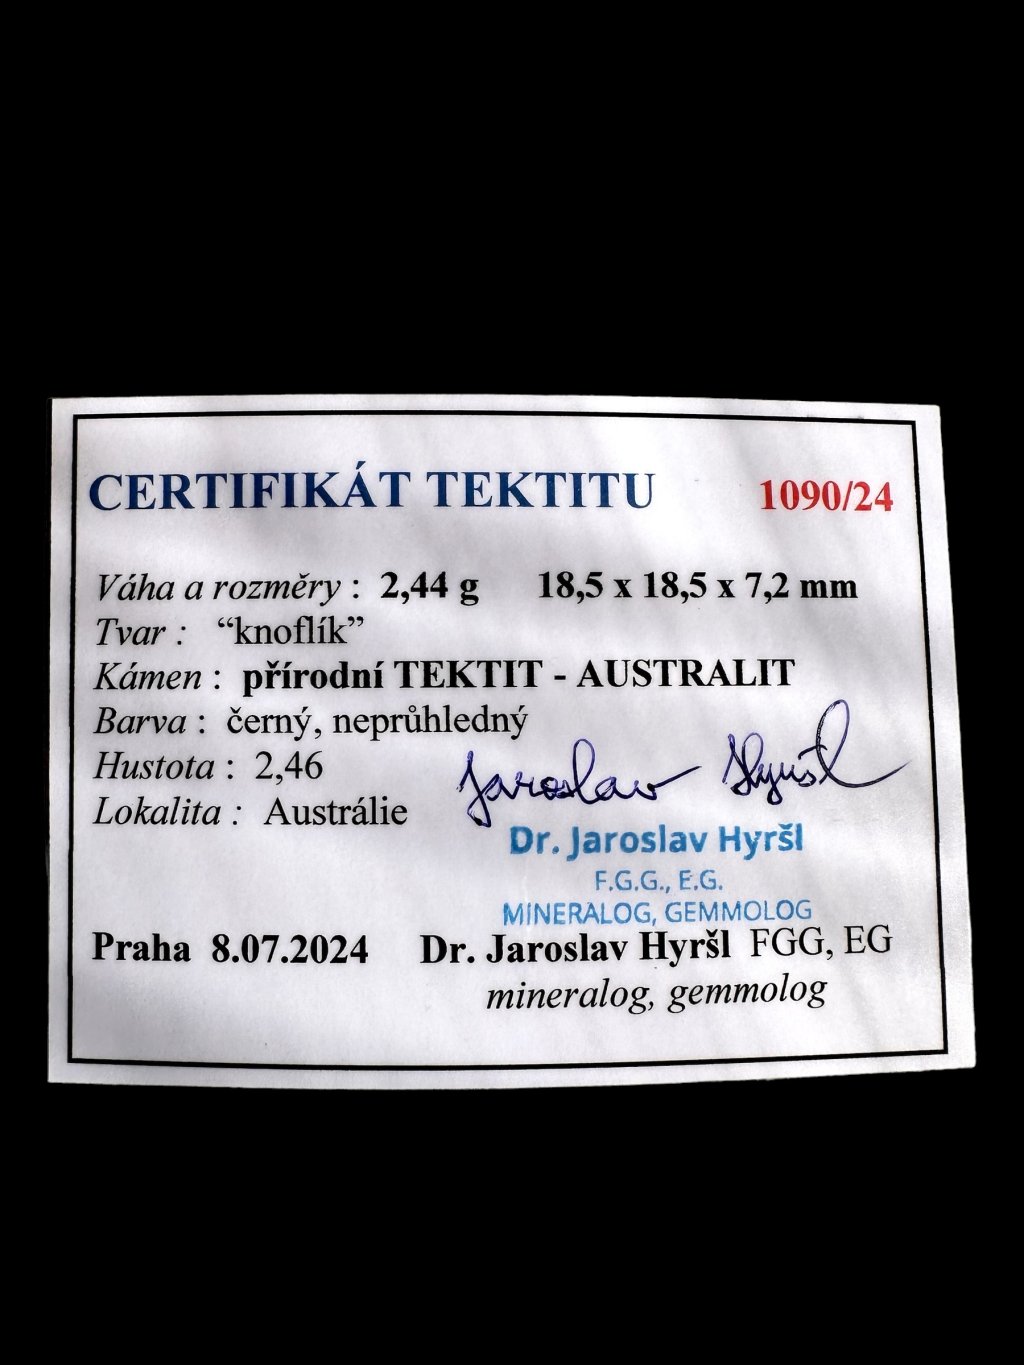 CERTIFIKÁT TEKTITU 1090/24
Váha a rozměry : 2,44 g 18,5 x 18,5 x 7,2 mm
Tvar : “knoflík”
Kámen : přírodní TEKTIT - AUSTRALIT
Barva : černý, neprůhledný
Hustota : 2,46
Lokalita : Austrálie
Jaroslav Hyršl
Dr. Jaroslav Hyršl
F.G.G., E.G.
MINERALOG, GEMMOLOG
Praha 8.07.2024 Dr. Jaroslav Hyršl FGG, EG
mineralog, gemmolog